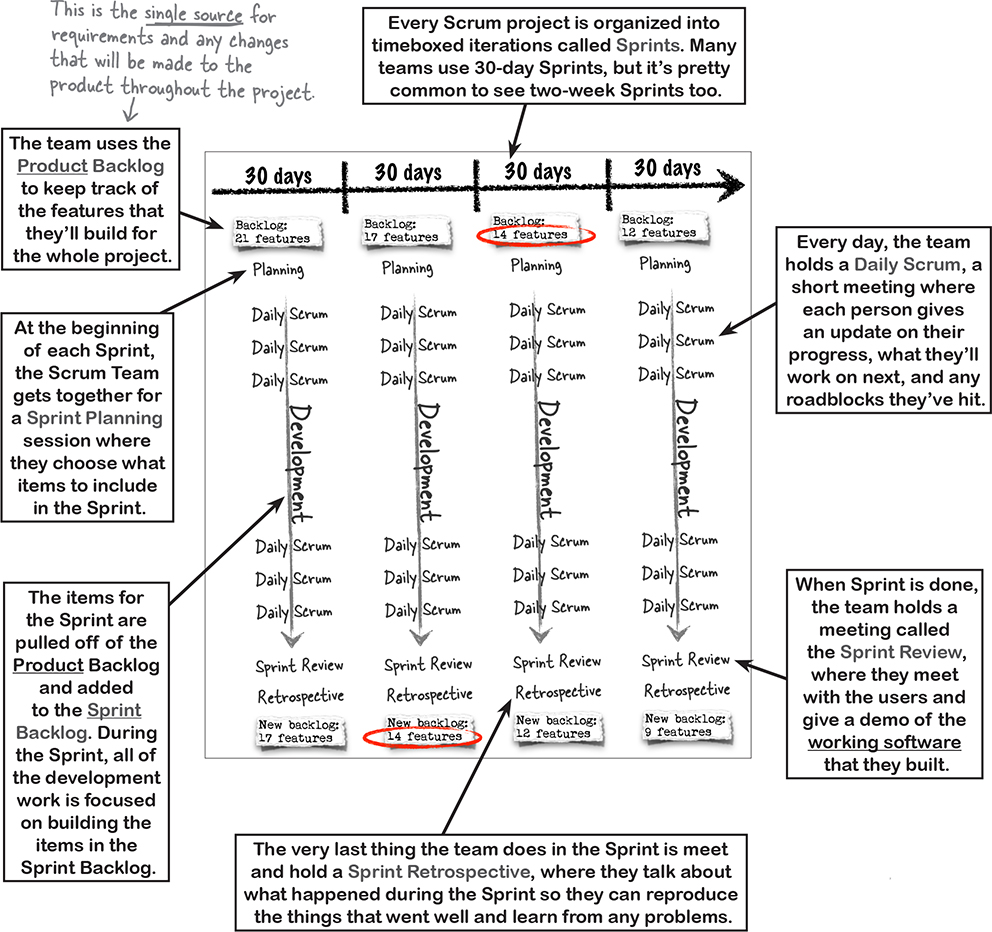 This is the single source for
requirements and any changes
that will be made to the
product throughout the project.
Every Scrum project is organized into
timeboxed iterations called Sprints. Many
teams use 30-day Sprints, but it's pretty
common to see two-week Sprints too.
The team uses the
Product Backlog
to keep track of
the features that
they'll build for
the whole project.
At the beginning
of each Sprint,
the Scrum Team
gets together for
a Sprint Planning
session where
they choose what
items to include
in the Sprint.
The items for
the Sprint are
pulled off of the
Product Backlog
and added
to the Sprint
Backlog. During
the Sprint, all of
the development
work is focused
on building the
items in the
Sprint Backlog.
30 days
Backlog:
21 features
Planning
Daily Scrum
Daily Scrum
Daily Scrum
Development
Daily Scrum
Daily Scrum
Daily Scrum
Sprint Review
Retrospective
New backlog:
17 features
30 days
Backlog:
17 features
Planning
Daily Scrum
Daily Scrum
Daily Scrum
Development
Daily Scrum
Daily Scrum
Daily Scrum
Sprint Review
Retrospective
New backlog:
14 features
30 days
Backlog:
14 features
Planning
Daily Scrum
Daily Scrum
Daily Scrum
Development
Daily Scrum
Daily Scrum
Daily Scrum
Sprint Review
Retrospective
New backlog:
12 features
30 days
Backlog:
12 features
Planning
Daily Scrum
Daily Scrum
Daily Scrum
Development
Daily Scrum
Daily Scrum
Daily Scrum
Sprint Review
Retrospective
New backlog:
9 features
Every day, the team
holds a Daily Scrum, a
short meeting where
each person gives
an update on their
progress, what they'll
work on next, and any
roadblocks they've hit.
When Sprint is done,
the team holds a
meeting called
the Sprint Review,
where they meet
with the users and
give a demo of the
working software
that they built.
The very last thing the team does in the Sprint is meet
and hold a Sprint Retrospective, where they talk about
what happened during the Sprint so they can reproduce
the things that went well and learn from any problems.